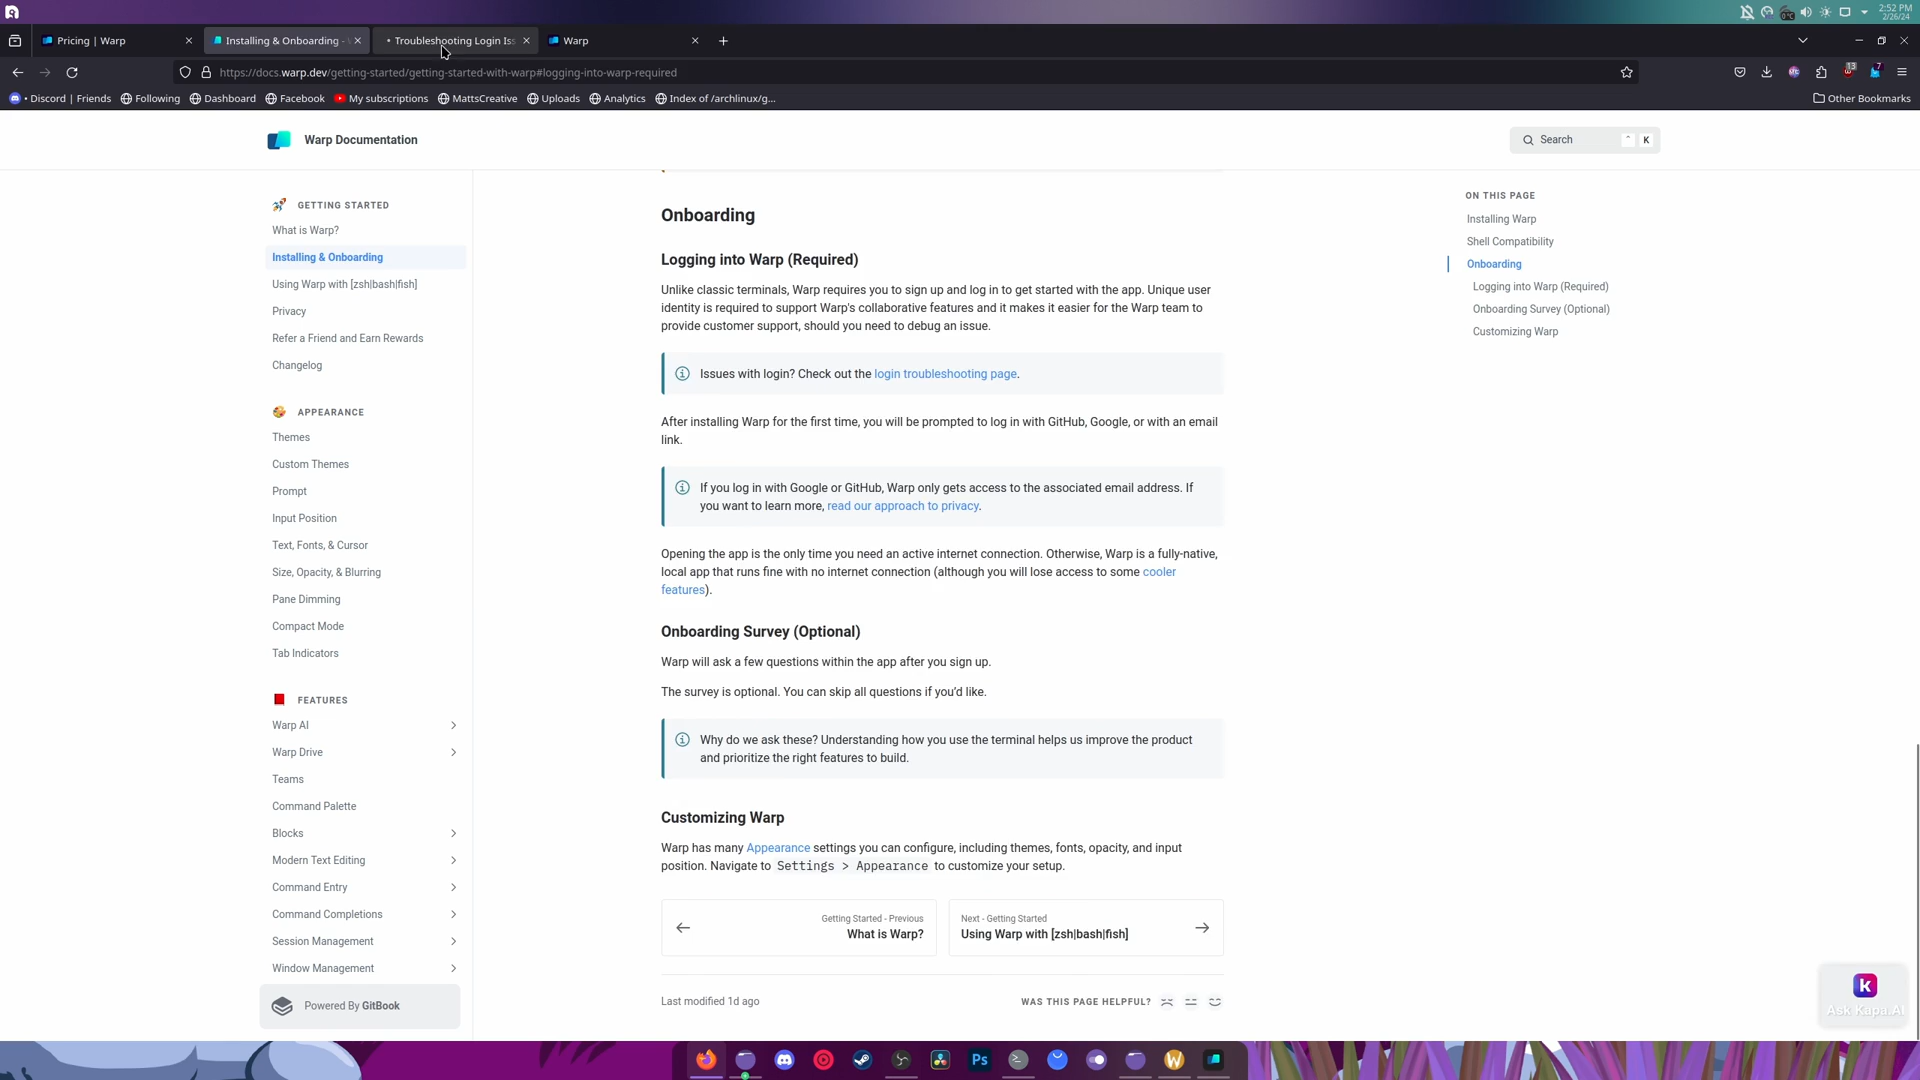 2:52 PM
2/26/24
Pricing | Warp
Installing & Onboarding -
Troubleshooting Login Iss
Warp
https://docs.warp.dev/getting-started/getting-started-with-warp#logging-into-warp-required
13
7
• Discord | Friends
Following
Dashboard
Facebook
My subscriptions
MattsCreative
Uploads
Analytics
Index of /archlinux/g...
Other Bookmarks
Warp Documentation
Search
⌃ K
GETTING STARTED
What is Warp?
Installing & Onboarding
Using Warp with [zsh|bash|fish]
Privacy
Refer a Friend and Earn Rewards
Changelog
APPEARANCE
Themes
Custom Themes
Prompt
Input Position
Text, Fonts, & Cursor
Size, Opacity, & Blurring
Pane Dimming
Compact Mode
Tab Indicators
FEATURES
Warp AI
Warp Drive
Teams
Command Palette
Blocks
Modern Text Editing
Command Entry
Command Completions
Session Management
Window Management
Powered By GitBook
Onboarding
Logging into Warp (Required)
Unlike classic terminals, Warp requires you to sign up and log in to get started with the app. Unique user
identity is required to support Warp's collaborative features and it makes it easier for the Warp team to
provide customer support, should you need to debug an issue.
Issues with login? Check out the login troubleshooting page.
After installing Warp for the first time, you will be prompted to log in with GitHub, Google, or with an email
link.
If you log in with Google or GitHub, Warp only gets access to the associated email address. If
you want to learn more, read our approach to privacy.
Opening the app is the only time you need an active internet connection. Otherwise, Warp is a fully-native,
local app that runs fine with no internet connection (although you will lose access to some cooler
features).
Onboarding Survey (Optional)
Warp will ask a few questions within the app after you sign up.
The survey is optional. You can skip all questions if you'd like.
Why do we ask these? Understanding how you use the terminal helps us improve the product
and prioritize the right features to build.
Customizing Warp
Warp has many Appearance settings you can configure, including themes, fonts, opacity, and input
position. Navigate to Settings > Appearance to customize your setup.
Getting Started - Previous
What is Warp?
Next - Getting Started
Using Warp with [zsh|bash|fish]
Last modified 1d ago
WAS THIS PAGE HELPFUL?
ON THIS PAGE
Installing Warp
Shell Compatibility
Onboarding
Logging into Warp (Required)
Onboarding Survey (Optional)
Customizing Warp
k
Ask Kapa.AI
Ps
W